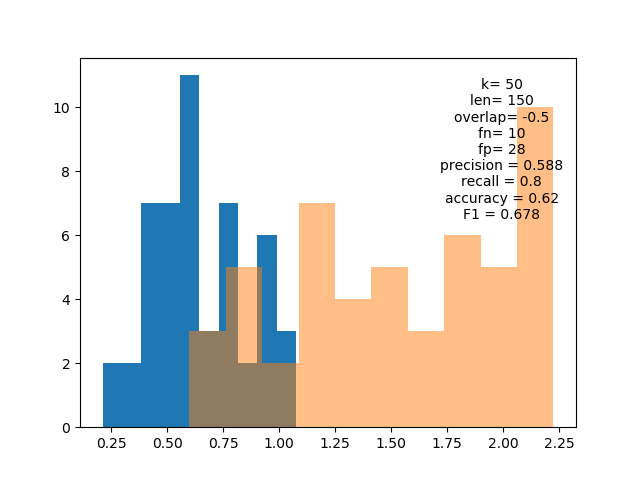 k= 50
len= 150
overlap= -0.5
fn= 10
fp= 28
precision = 0.588
recall = 0.8
accuracy = 0.62
F1 = 0.678
10
8
6
4
2
0
0.25 0.50 0.75 1.00 1.25 1.50 1.75 2.00 2.25